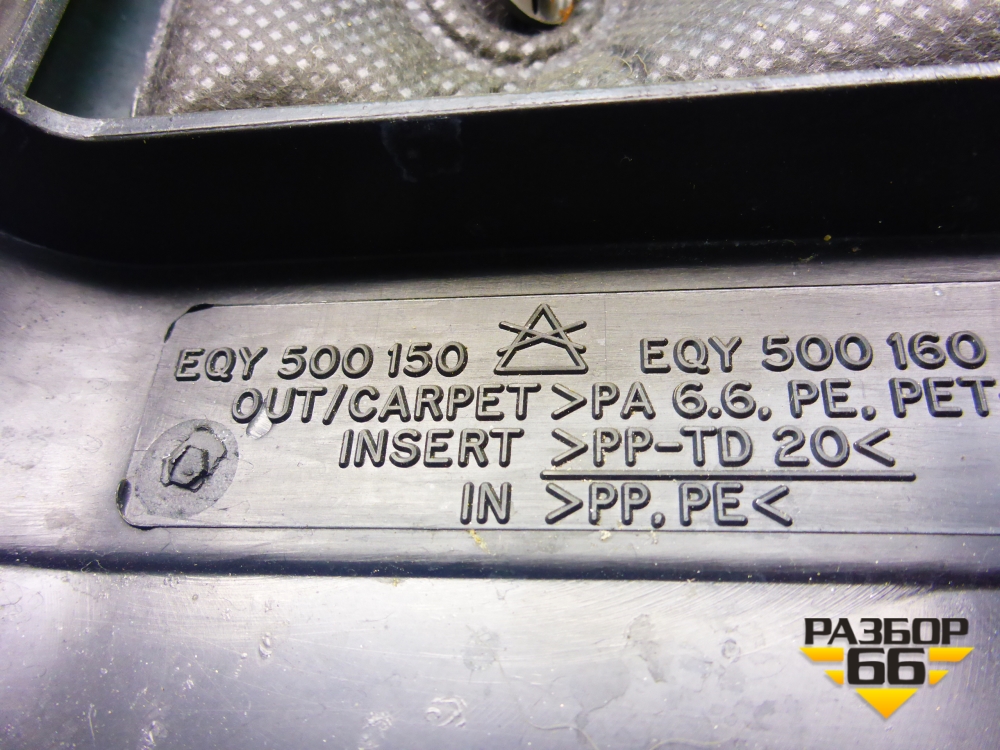 EQY 500 150 EQY 500 160
OUT/CARPET >PA 6.6, PE, PET
INSERT >PP-TD 20<
IN >PP, PE<
РАЗБОР
66